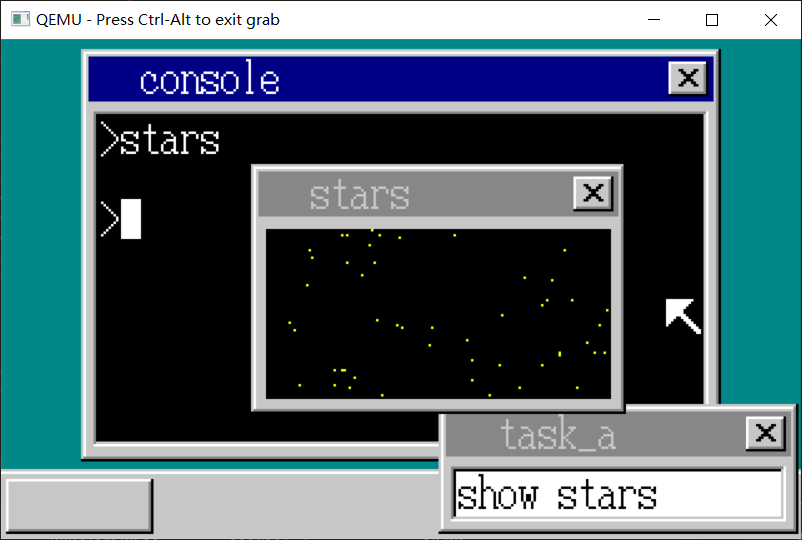 QEMU - Press Ctrl-Alt to exit grab
console
>stars
stars
>
task_a
show stars